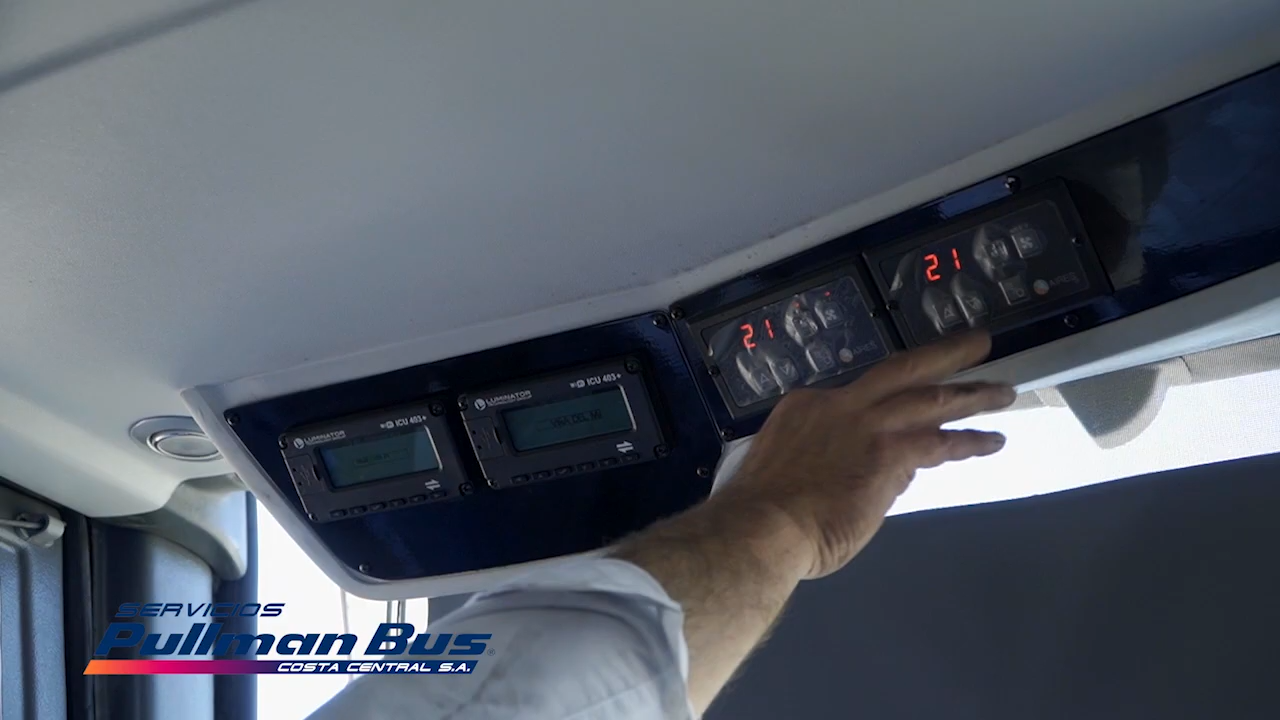 LUMINATOR
ICU 403+
LUMINATOR
ICU 403+
21
21
SERVICIOS
Pullman Bus
COSTA CENTRAL S.A.